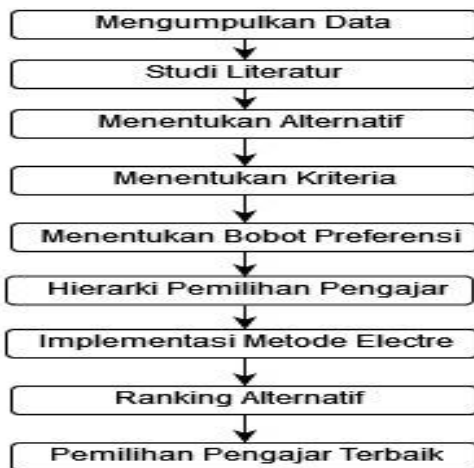 Mengumpulkan Data
Studi Literatur
Menentukan Alternatif
Menentukan Kriteria
Menentukan Bobot Preferensi
Hierarki Pemilihan Pengajar
Implementasi Metode Electre
Ranking Alternatif
Pemilihan Pengajar Terbaik